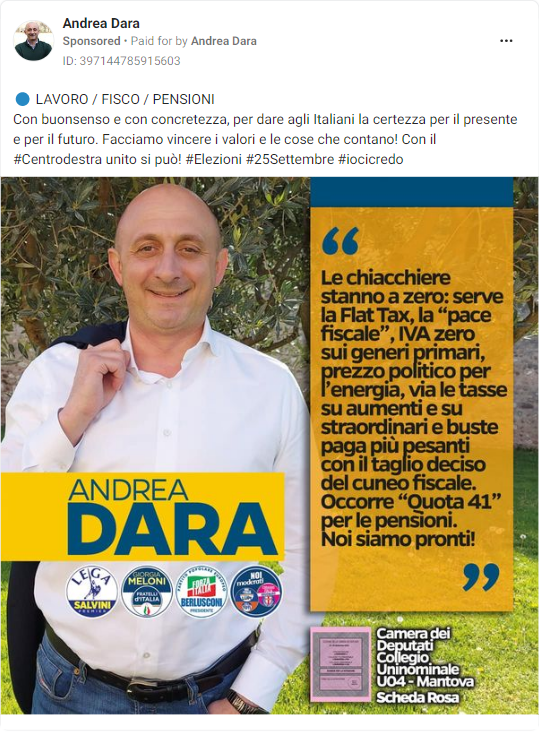 Andrea Dara
Sponsored • Paid for by Andrea Dara
ID: 397144785915603
LAVORO / FISCO / PENSIONI
Con buonsenso e con concretezza, per dare agli Italiani la certezza per il presente
e per il futuro. Facciamo vincere i valori e le cose che contano! Con il
#Centrodestra unito si può! #Elezioni #25Settembre #iocicredo
“
Le chiacchiere
stanno a zero: serve
la Flat Tax, la “pace
fiscale”, IVA zero
sui generi primari,
prezzo politico per
l’energia, via le tasse
su aumenti e su
straordinari e buste
paga più pesanti
con il taglio deciso
del cuneo fiscale.
Occorre “Quota 41”
per le pensioni.
Noi siamo pronti!
”
ANDREA
DARA
LEGA
SALVINI
PREMIER
GIORGIA
MELONI
FRATELLI
d'ITALIA
FORZA
ITALIA
BERLUSCONI
PRESIDENTE
NOI
moderati
Camera dei
Deputati
Collegio
Uninominale
U04 - Mantova
Scheda Rosa